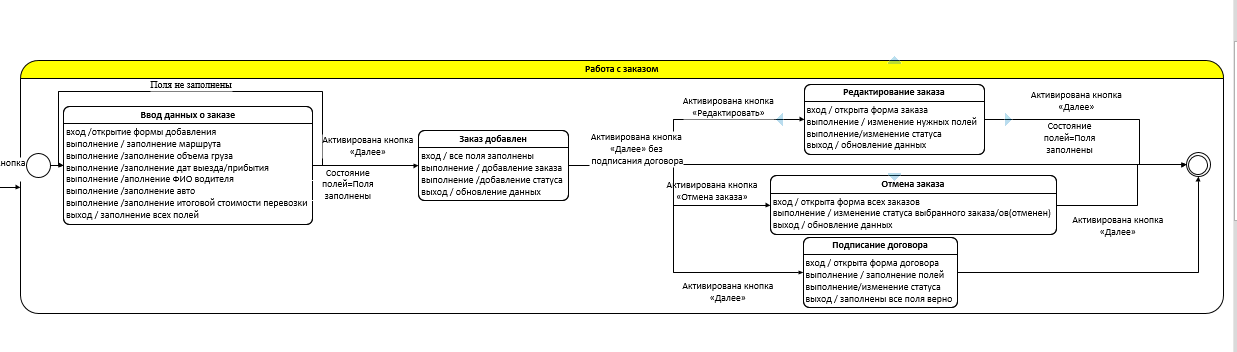 Работа с заказом
Поля не заполнены
Ввод данных о заказе
вход /открытие формы добавления
выполнение / заполнение маршрута
выполнение /заполнение объема груза
выполнение /заполнение дат выезда/прибытия
выполнение /аполнение ФИО водителя
выполнение /заполнение авто
выполнение /заполнение итоговой стоимости перевозки
выход / заполнение всех полей
нопка
Активирована кнопка
«Далее»
Состояние
полей=Поля
заполнены
Заказ добавлен
вход / все поля заполнены
выполнение / добавление заказа
выполнение /добавление статуса
выход / обновление данных
Активирована кнопка
«Далее» без
подписания договора
Активирована кнопка
«Редактировать»
Редактирование заказа
вход / открыта форма заказа
выполнение / изменение нужных полей
выполнение/изменение статуса
выход / обновление данных
Активирована кнопка
«Далее»
Состояние
полей=Поля
заполнены
Активирована кнопка
«Отмена заказа»
Отмена заказа
вход / открыта форма всех заказов
выполнение / изменение статуса выбранного заказа/ов(отменен)
выход / обновление данных
Активирована кнопка
«Далее»
Активирована кнопка
«Далее»
Подписание договора
вход / открыта форма договора
выполнение / заполнение полей
выполнение/изменение статуса
выход / заполнены все поля верно